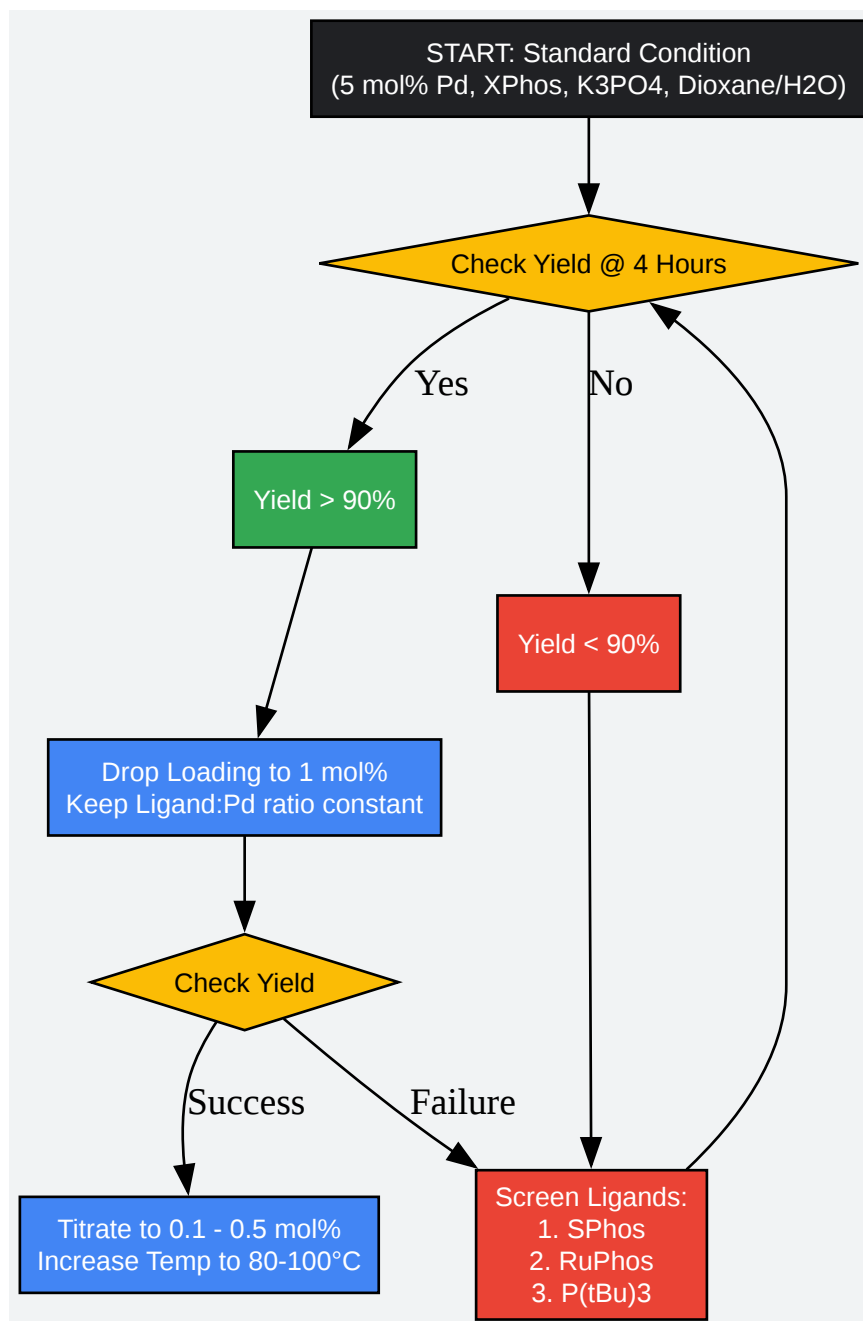 START: Standard Condition
(5 mol% Pd, XPhos, K3PO4, Dioxane/H2O)
Check Yield @ 4 Hours
Yes
No
Yield > 90%
Yield < 90%
Drop Loading to 1 mol%
Keep Ligand:Pd ratio constant
Check Yield
Success
Failure
Titrate to 0.1 - 0.5 mol%
Increase Temp to 80-100°C
Screen Ligands:
1. SPhos
2. RuPhos
3. P(tBu)3